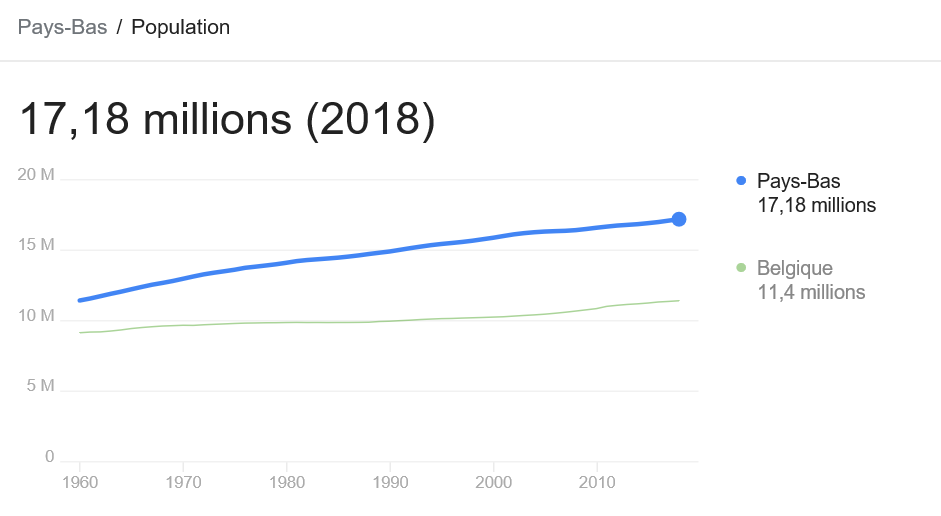 Pays-Bas / Population
17,18 millions (2018)
20 M
15 M
10 M
5 M
0
1960 1970 1980 1990 2000 2010
Pays-Bas
17,18 millions
Belgique
11,4 millions